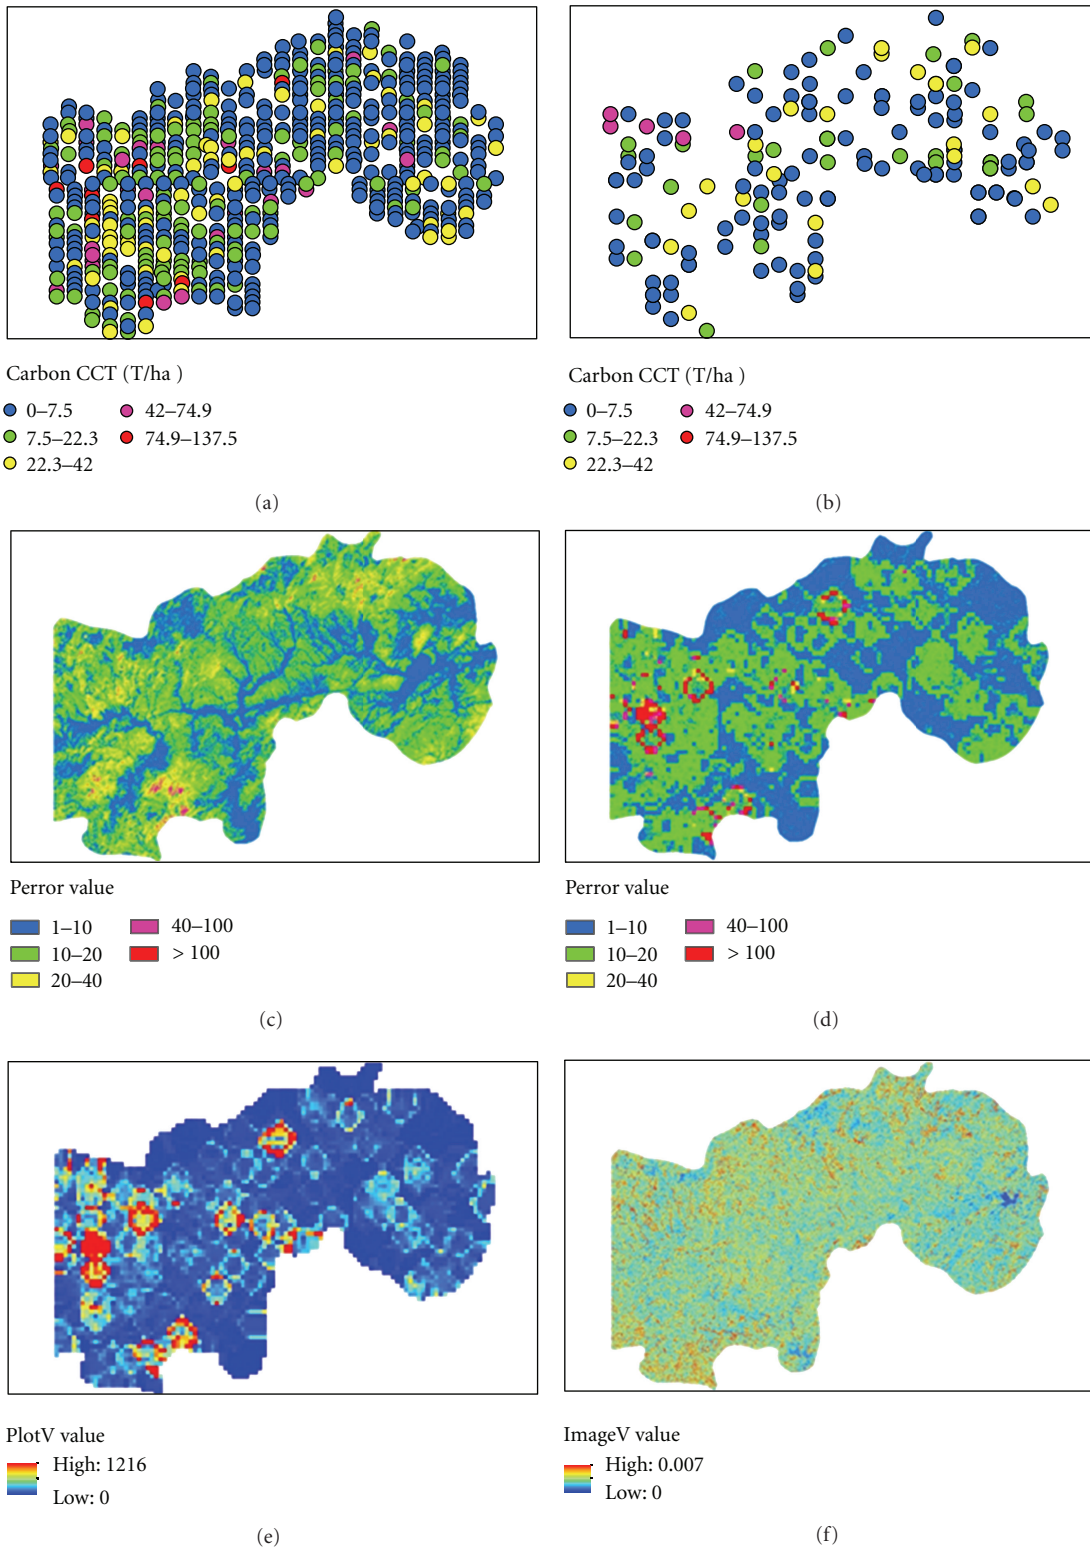 Carbon CCT (T/ha )
0–7.5 42–74.9
7.5–22.3 74.9–137.5
22.3–42
(a)
Carbon CCT (T/ha )
0–7.5 42–74.9
7.5–22.3 74.9–137.5
22.3–42
(b)
Perror value
1–10 40–100
10–20 > 100
20–40
(c)
Perror value
1–10 40–100
10–20 > 100
20–40
(d)
PlotV value
High: 1216
Low: 0
(e)
ImageV value
High: 0.007
Low: 0
(f)